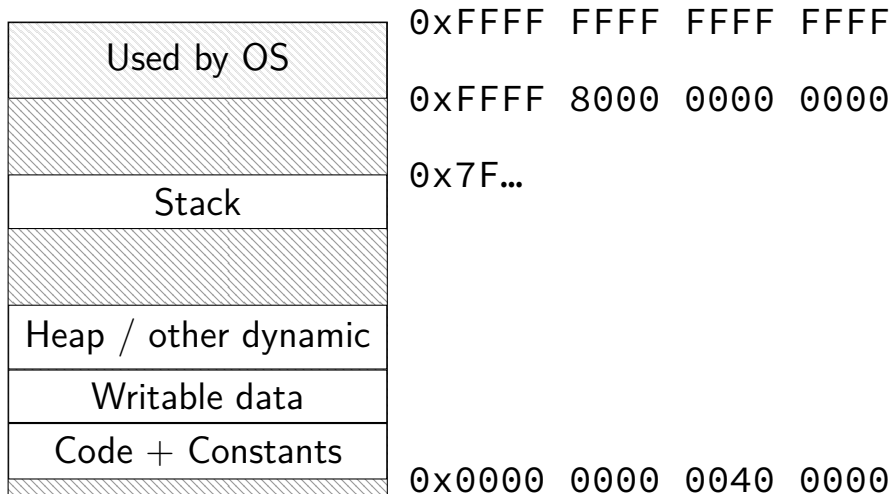 0xFFFF FFFF FFFF FFFF
Used by OS
0xFFFF 8000 0000 0000
0x7F…
Stack
Heap / other dynamic
Writable data
Code + Constants
0x0000 0000 0040 0000